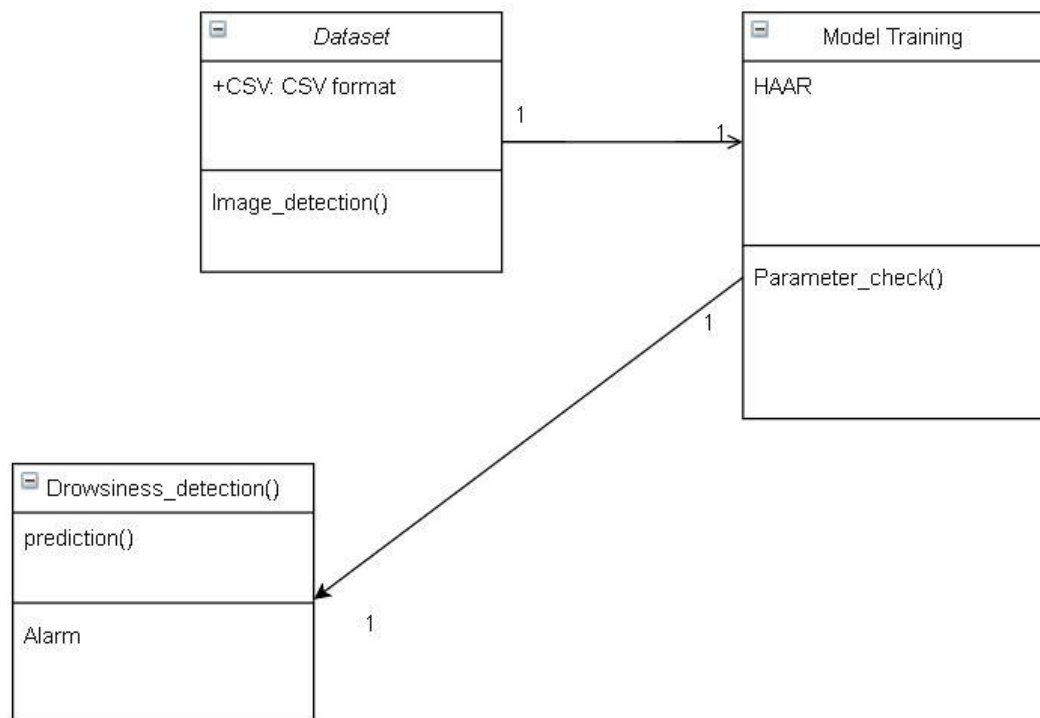 Dataset
+CSV: CSV format
Image_detection()
1
1
Model Training
HAAR
Parameter_check()
1
1
Drowsiness_detection()
prediction()
Alarm